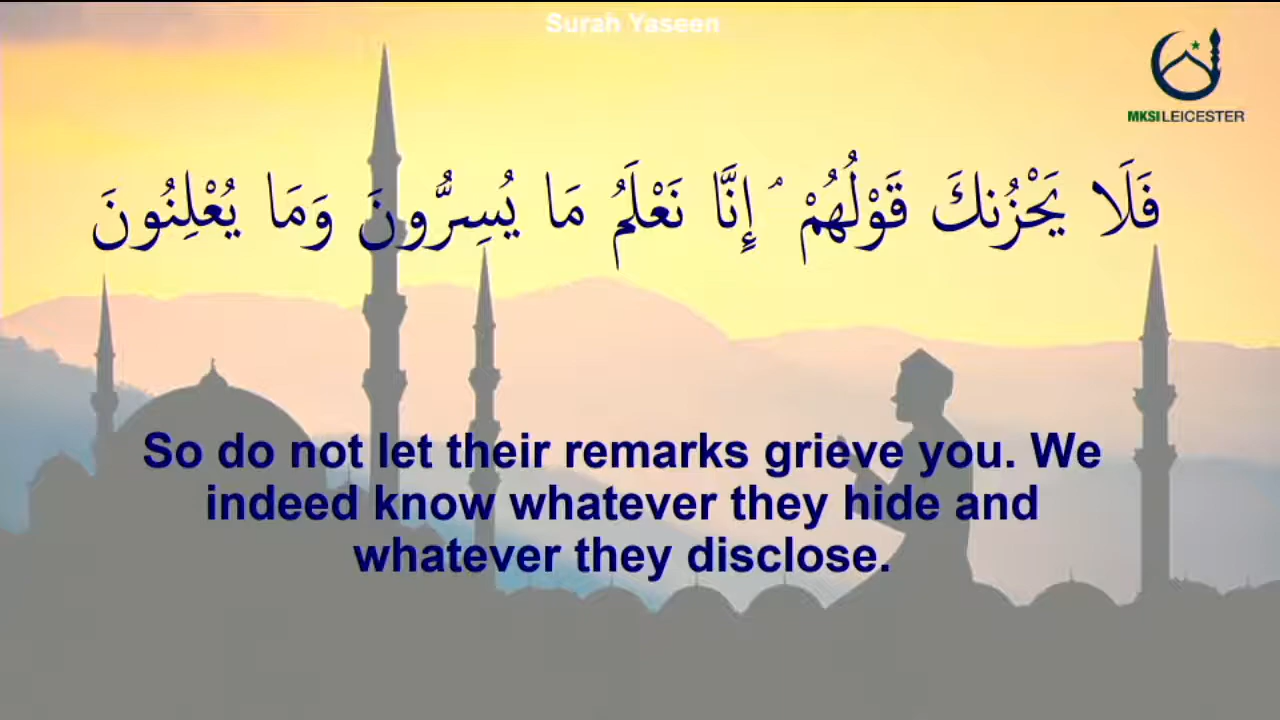 Surah Yaseen
MKSI LEICESTER
فَلَا يَحْزُنكَ قَوْلُهُمْ ۘ إِنَّا نَعْلَمُ مَا يُسِرُّونَ وَمَا يُعْلِنُونَ
So do not let their remarks grieve you. We
indeed know whatever they hide and
whatever they disclose.